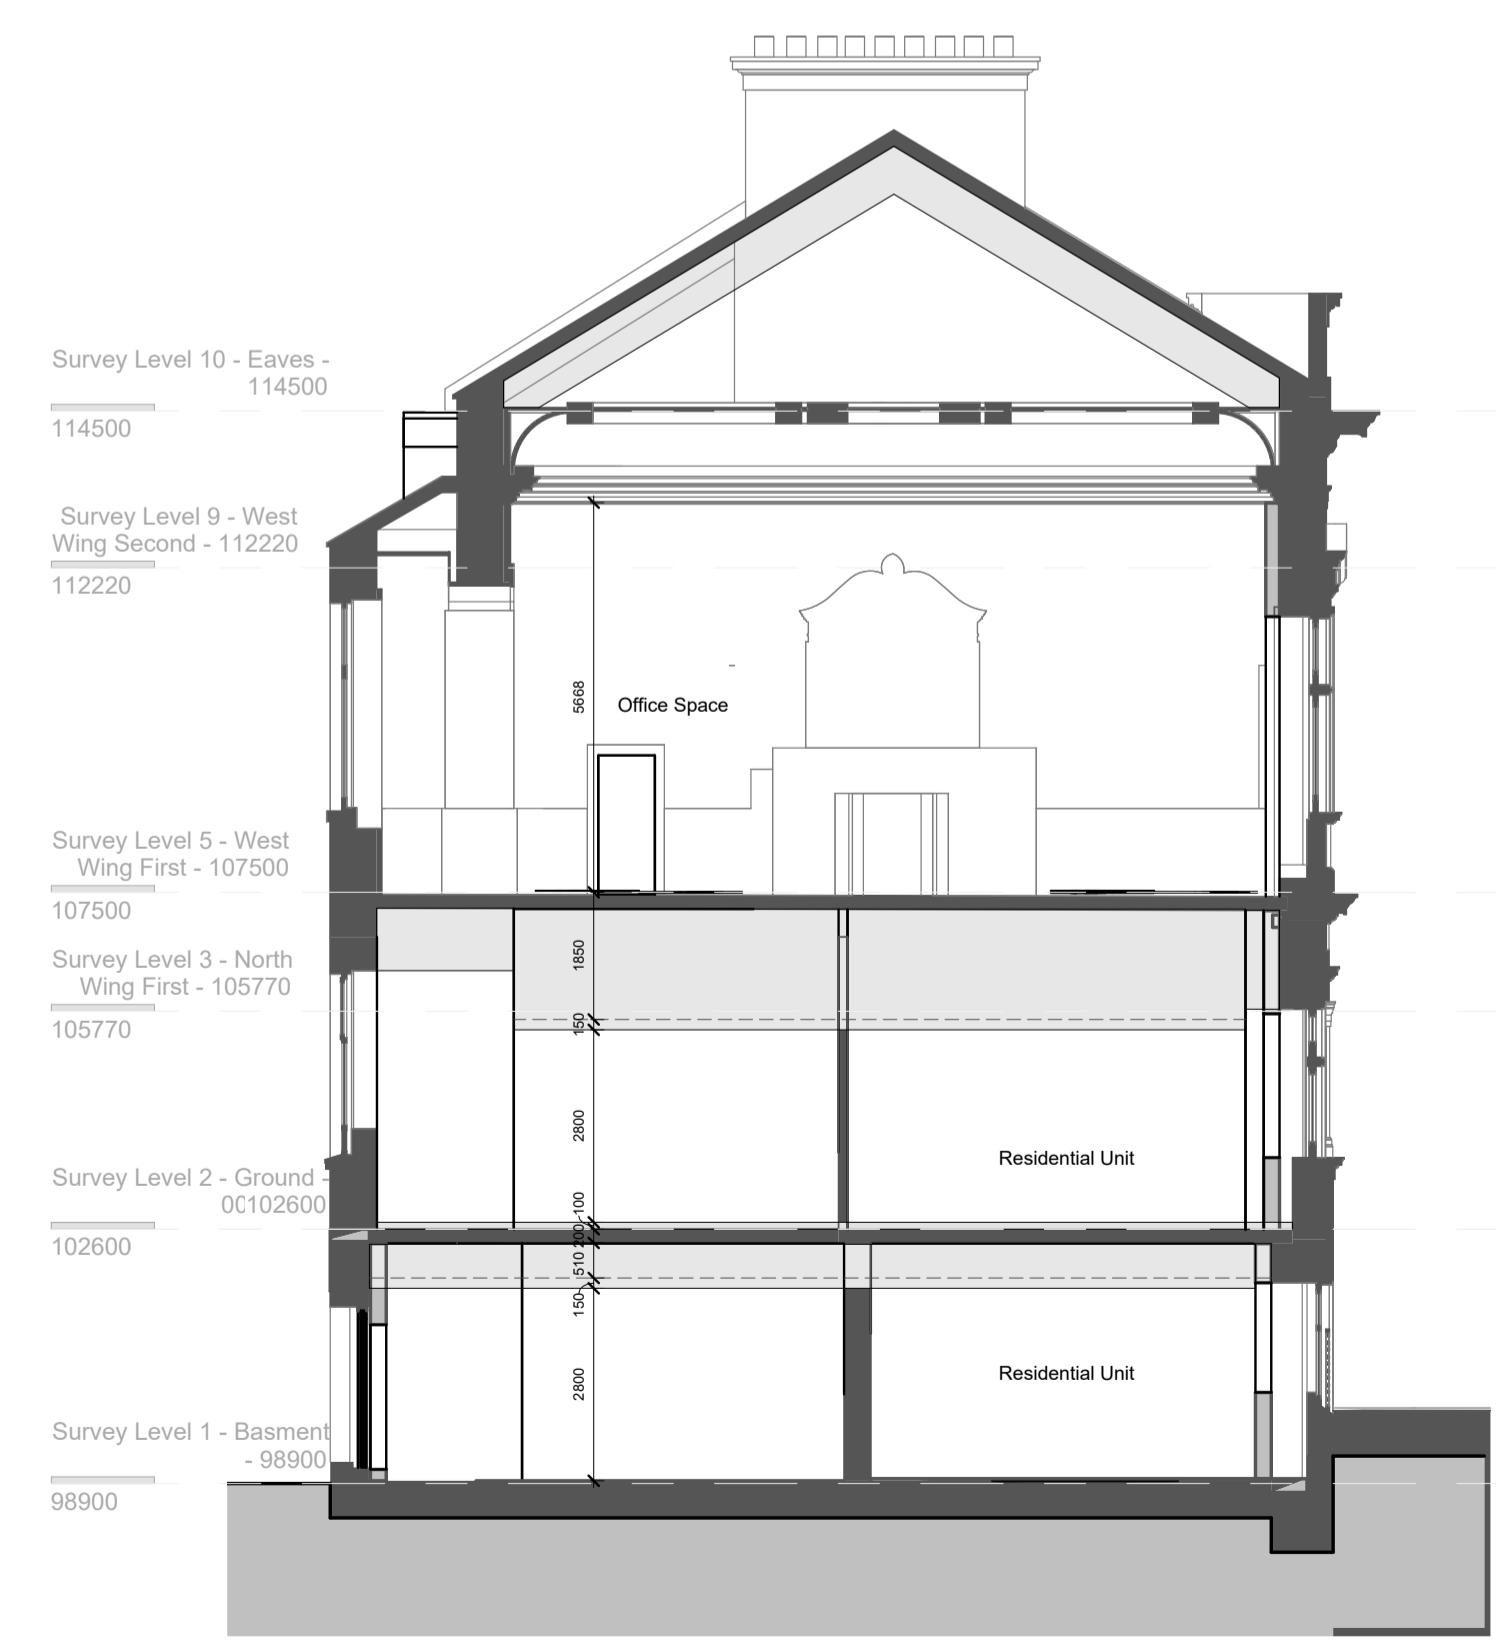 Survey Level 10 - Eaves -
114500
114500
Survey Level 9 - West
Wing Second - 112220
112220
5668
Office Space
Survey Level 5 - West
Wing First - 107500
107500
1850
Survey Level 3 - North
Wing First - 105770
105770
150
2800
Residential Unit
Survey Level 2 - Ground -
00102600
102600
100
200
510
150
2800
Residential Unit
Survey Level 1 - Basment
- 98900
98900